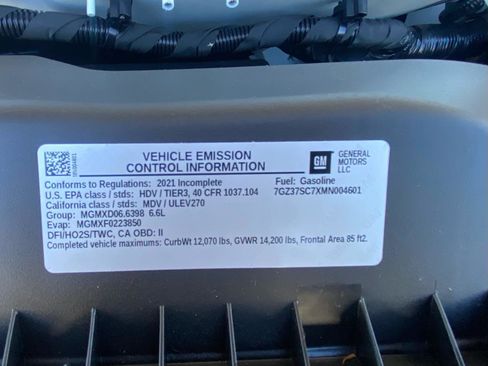 VEHICLE EMISSION
CONTROL INFORMATION
GM
GENERAL
MOTORS
LLC
Conforms to Regulations: 2021 Incomplete
Fuel: Gasoline
U.S. EPA class / stds: HDV / TIER3, 40 CFR 1037.104
7GZ37SC7XMN004601
California class / stds: MDV / ULEV270
Group: MGMXD06.6398 6.6L
Evap: MGMXF0223850
DFI/HO2S/TWC, CA OBD: II
Completed vehicle maximums: CurbWt 12,070 lbs, GVWR 14,200 lbs, Frontal Area 85 ft2.